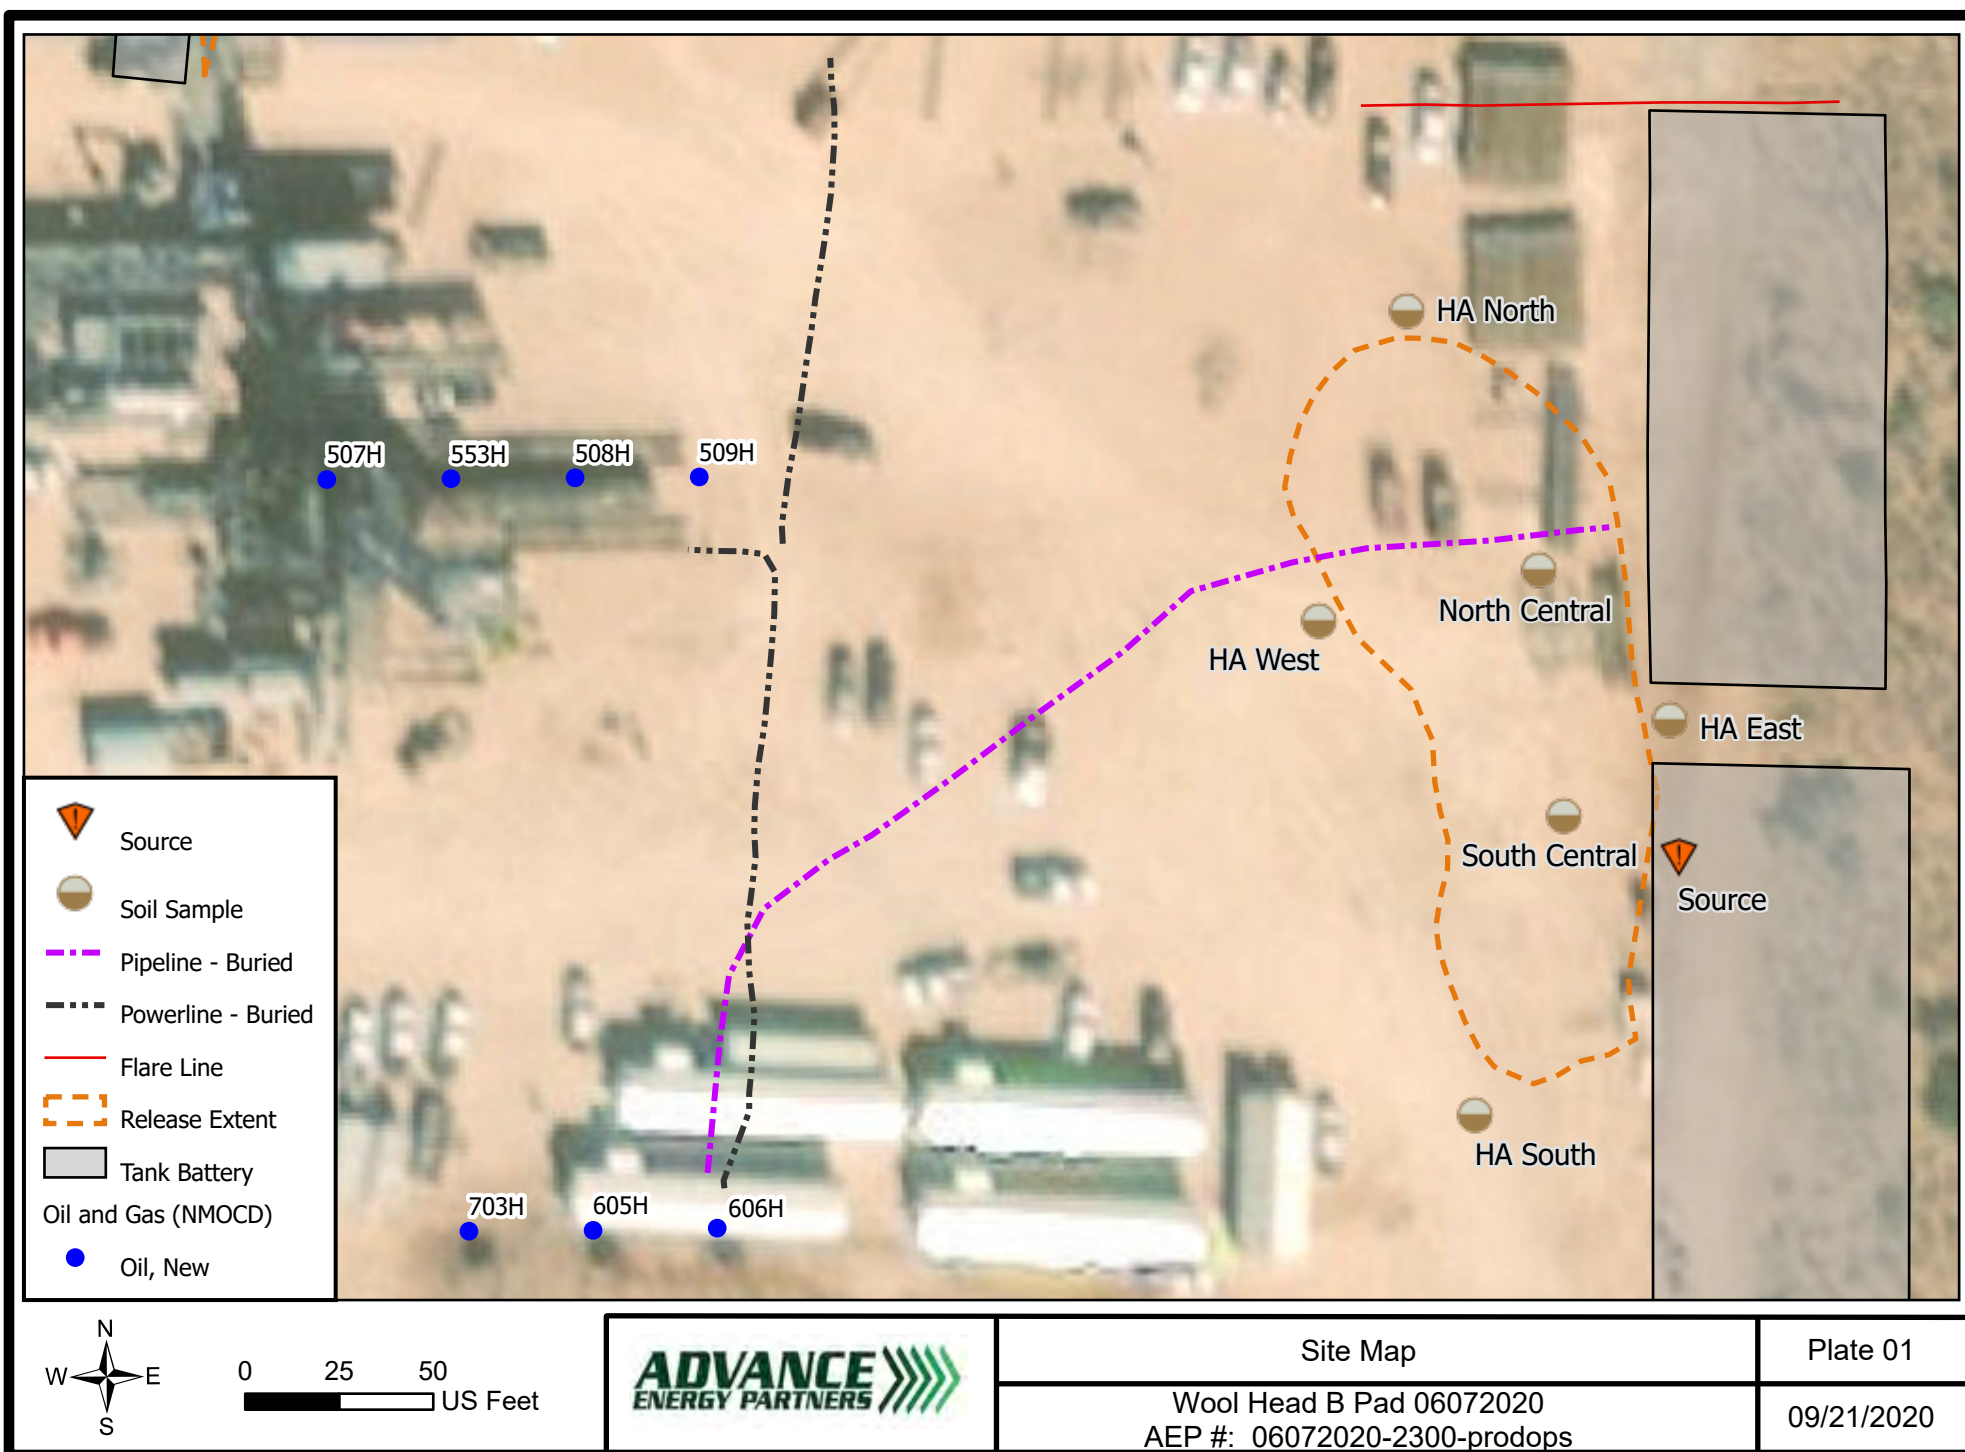 HA North
507H
553H
508H
509H
North Central
HA West
HA East
South Central
Source
HA South
703H
605H
606H
Source
Soil Sample
Pipeline - Buried
Powerline - Buried
Flare Line
Release Extent
Tank Battery
Oil and Gas (NMOCD)
Oil, New
N
W E
S
0 25 50
US Feet
ADVANCE
ENERGY PARTNERS
Site Map
Plate 01
Wool Head B Pad 06072020
AEP #: 06072020-2300-prodops
09/21/2020